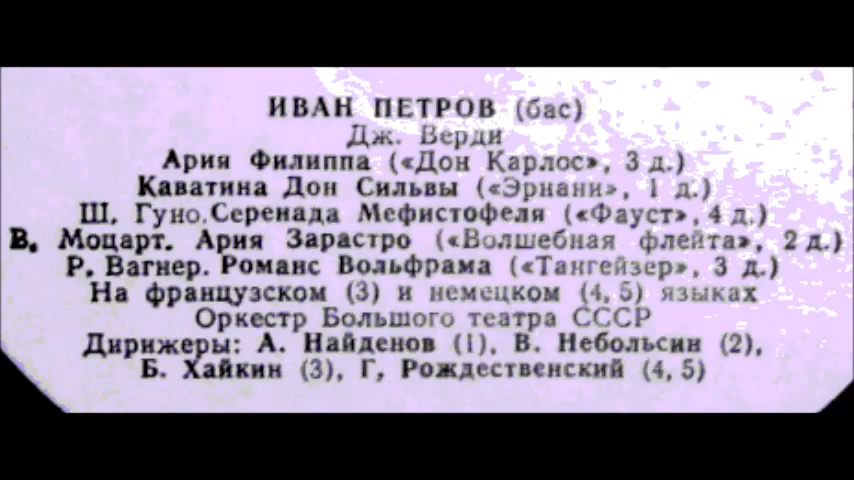 ИВАН ПЕТРОВ (бас)
Дж. Верди
Ария Филиппа («Дон Карлос», 3 д.)
Каватина Дон Сильвы («Эрнани», 1 д.)
Ш. Гуно. Серенада Мефистофеля («Фауст», 4 д.)
В. Моцарт. Ария Зарастро («Волшебная флейта», 2 д.)
Р. Вагнер. Романс Вольфрама («Тангейзер», 3 д.)
На французском (3) и немецком (4, 5) языках
Оркестр Большого театра СССР
Дирижеры: А. Найденов (1), В. Небольсин (2),
Б. Хайкин (3), Г, Рождественский (4, 5)